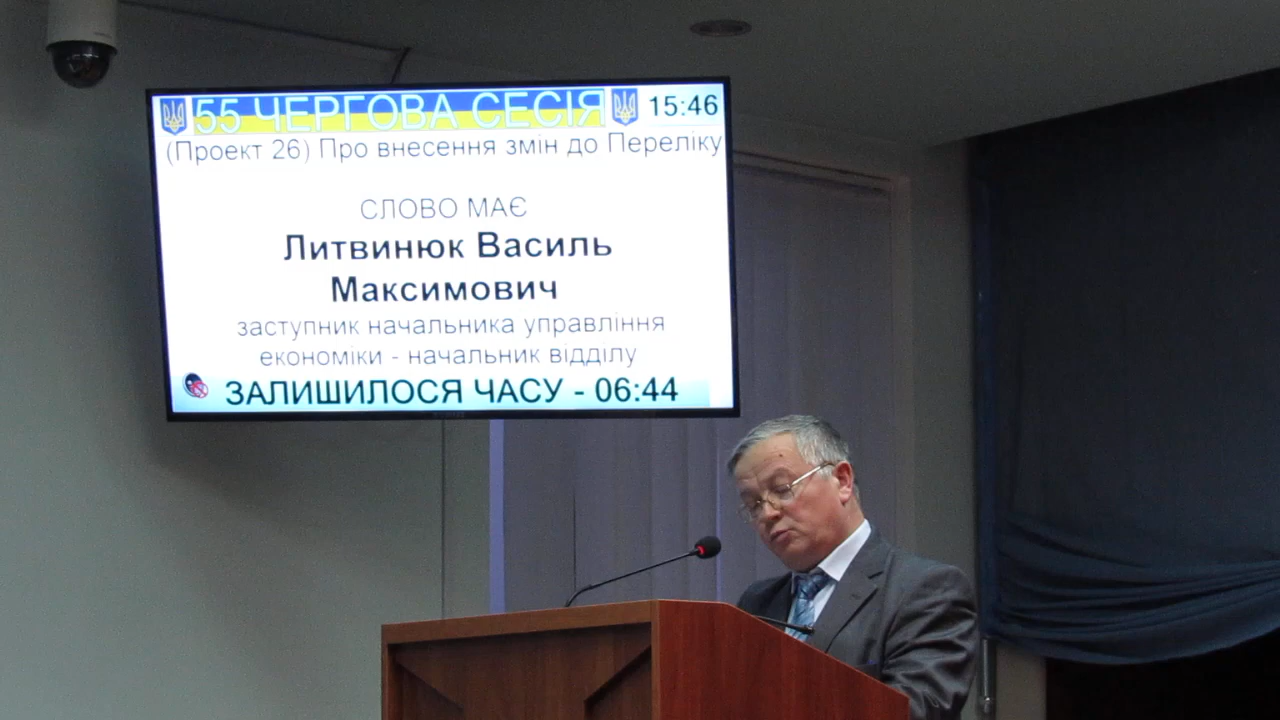 55 ЧЕРГОВА СЕСІЯ 15:46
(Проект 26) Про внесення змін до Переліку
СЛОВО МАЄ
Литвинюк Василь
Максимович
заступник начальника управління
економіки - начальник відділу
ЗАЛИШИЛОСЯ ЧАСУ - 06:44